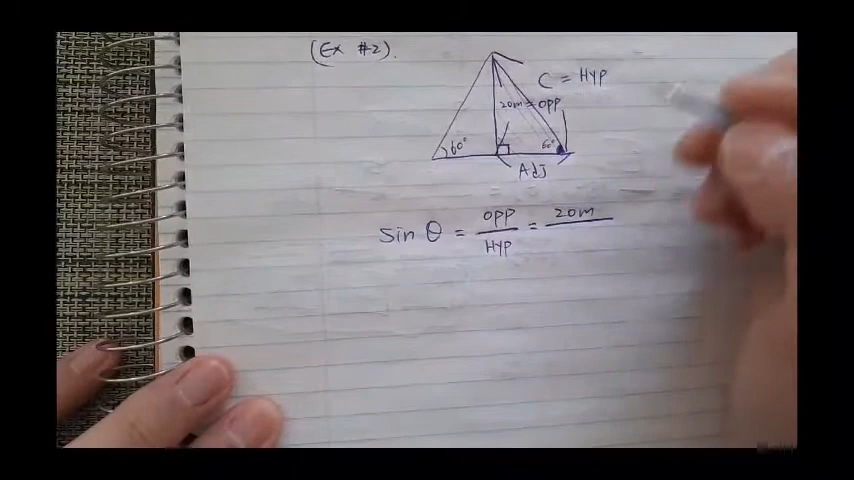 (Ex #2).
C = HYP
20m = OPP
60° 60°
Adj
Sin θ = OPP/HYP = 20m